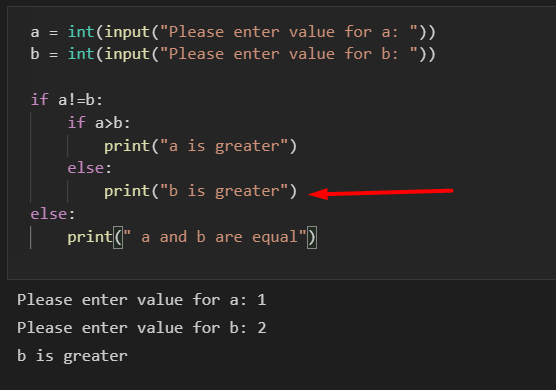 a = int(input("Please enter value for a: "))
b = int(input("Please enter value for b: "))
if a!=b:
    if a>b:
        print("a is greater")
    else:
        print("b is greater")
else:
    print(" a and b are equal")
Please enter value for a: 1
Please enter value for b: 2
b is greater